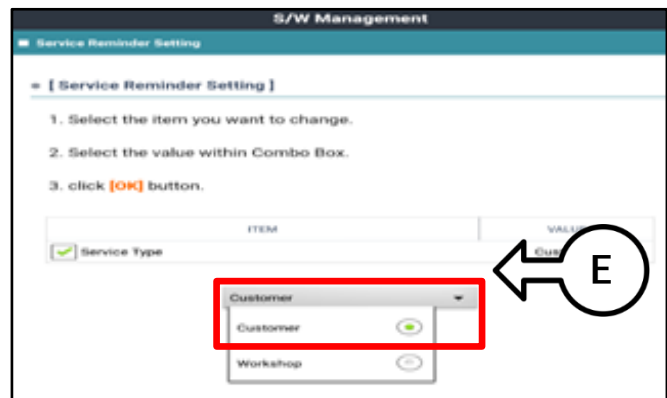 S/W Management
Service Reminder Setting
[ Service Reminder Setting ]
1. Select the item you want to change.
2. Select the value within Combo Box.
3. click [OK] button.
ITEM
Service Type
E
Customer
Customer
Workshop